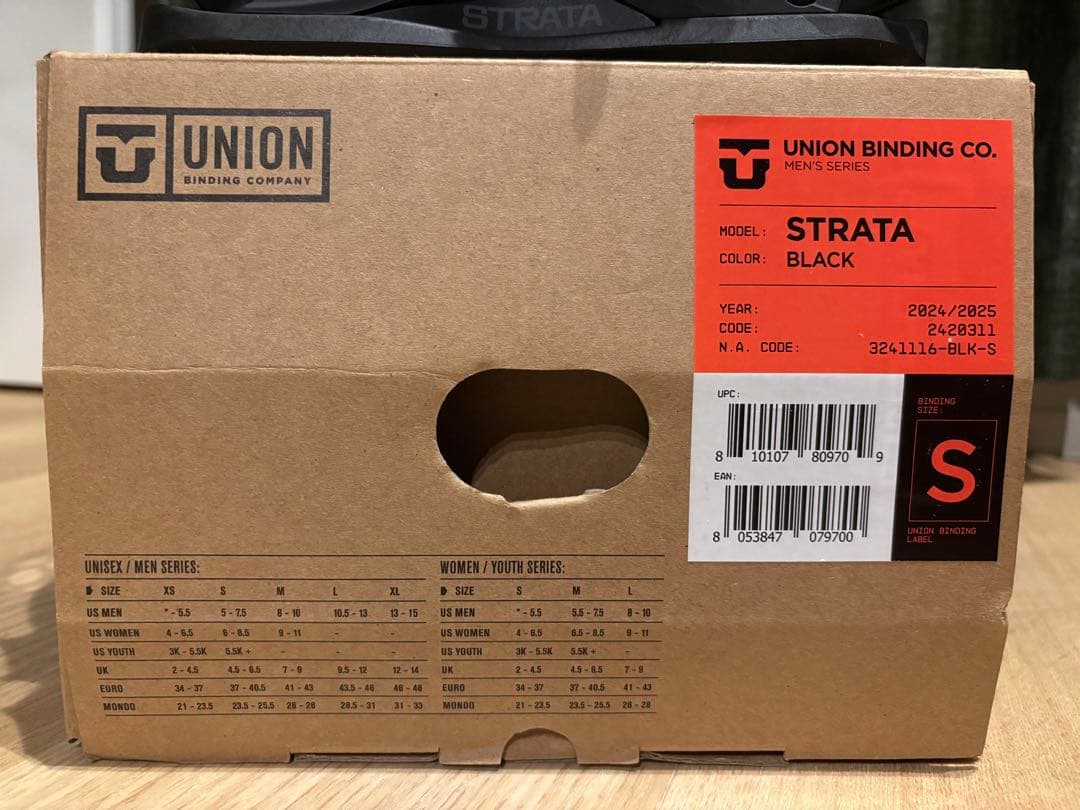 STRATA
UNION
BINDING COMPANY
UNION BINDING CO.
MEN'S SERIES
MODEL: STRATA
COLOR: BLACK
YEAR: 2024/2025
CODE: 2420311
N.A. CODE: 3241116-BLK-S
UPC:
8 10107 80970 9
EAN:
8 053847 079700
BINDING
SIZE:
S
UNION BINDING
LABEL
UNISEX / MEN SERIES:
SIZE XS S M L XL
US MEN * - 5.5 5 - 7.5 8 - 10 10.5 - 13 13 - 15
US WOMEN 4 - 6.5 6 - 8.5 9 - 11 - -
US YOUTH 3K - 5.5K 5.5K + - - -
UK 2 - 4.5 4.5 - 6.5 7 - 9 9.5 - 12 12 - 14
EURO 34 - 37 37 - 40.5 41 - 43 43.5 - 46 46 - 48
MONDO 21 - 23.5 23.5 - 25.5 26 - 28 28.5 - 31 31 - 33
WOMEN / YOUTH SERIES:
SIZE S M L
US MEN * - 5.5 5.5 - 7.5 8 - 10
US WOMEN 4 - 6.5 6.5 - 8.5 9 - 11
US YOUTH 3K - 5.5K 5.5K + -
UK 2 - 4.5 4.5 - 6.5 7 - 9
EURO 34 - 37 37 - 40.5 41 - 43
MONDO 21 - 23.5 23.5 - 25.5 26 - 28